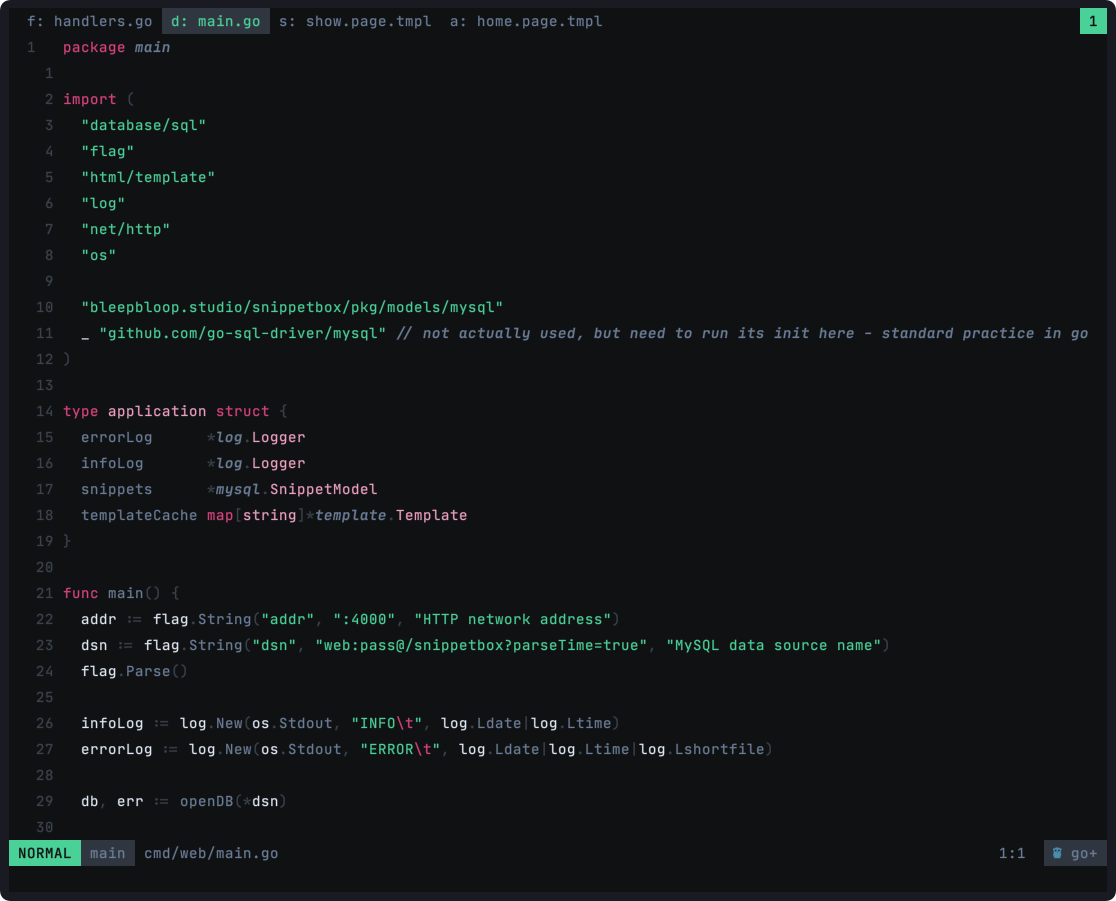 f: handlers.go d: main.go s: show.page.tmpl a: home.page.tmpl 1
1 package main
1
2 import (
3 "database/sql"
4 "flag"
5 "html/template"
6 "log"
7 "net/http"
8 "os"
9
10 "bleepbloop.studio/snippetbox/pkg/models/mysql"
11 _ "github.com/go-sql-driver/mysql" // not actually used, but need to run its init here - standard practice in go
12 )
13
14 type application struct {
15 errorLog *log.Logger
16 infoLog *log.Logger
17 snippets *mysql.SnippetModel
18 templateCache map[string]*template.Template
19 }
20
21 func main() {
22 addr := flag.String("addr", ":4000", "HTTP network address")
23 dsn := flag.String("dsn", "web:pass@/snippetbox?parseTime=true", "MySQL data source name")
24 flag.Parse()
25
26 infoLog := log.New(os.Stdout, "INFO\t", log.Ldate|log.Ltime)
27 errorLog := log.New(os.Stdout, "ERROR\t", log.Ldate|log.Ltime|log.Lshortfile)
28
29 db, err := openDB(*dsn)
30
NORMAL main cmd/web/main.go 1:1 go+